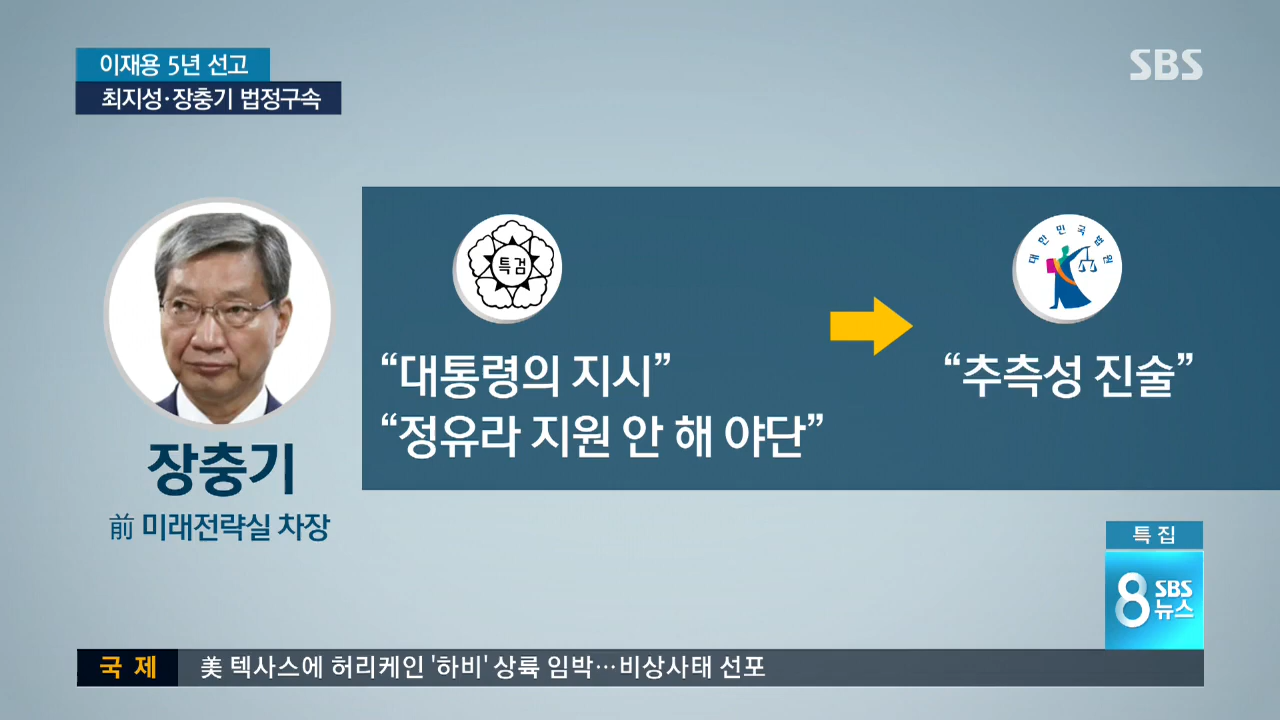 이재용 5년 선고
최지성·장충기 법정구속
SBS
특검
대한민국법원
“대통령의 지시”
“정유라 지원 안 해 야단”
“추측성 진술”
장충기
前 미래전략실 차장
특집
8 SBS 뉴스
국제
美 텍사스에 허리케인 '하비' 상륙 임박…비상사태 선포